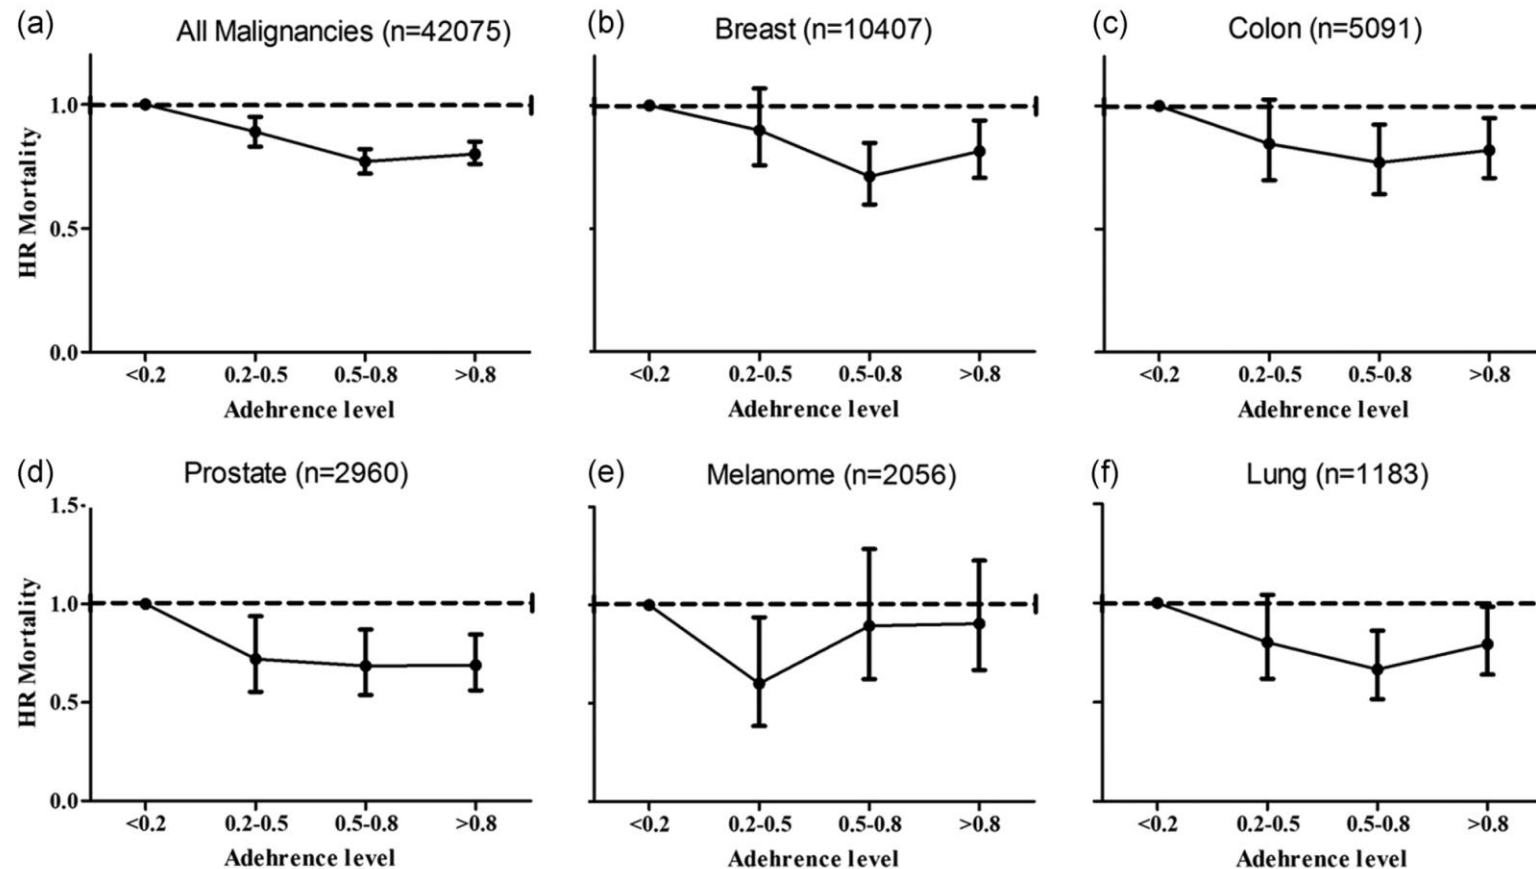 (a) All Malignancies (n=42075)
(b) Breast (n=10407)
(c) Colon (n=5091)
HR Mortality
1.0
0.5
0.0
<0.2 0.2-0.5 0.5-0.8 >0.8
<0.2 0.2-0.5 0.5-0.8 >0.8
<0.2 0.2-0.5 0.5-0.8 >0.8
Adehrence level
Adehrence level
Adehrence level
(d) Prostate (n=2960)
(e) Melanome (n=2056)
(f) Lung (n=1183)
HR Mortality
1.5
1.0
0.5
0.0
<0.2 0.2-0.5 0.5-0.8 >0.8
<0.2 0.2-0.5 0.5-0.8 >0.8
<0.2 0.2-0.5 0.5-0.8 >0.8
Adehrence level
Adehrence level
Adehrence level